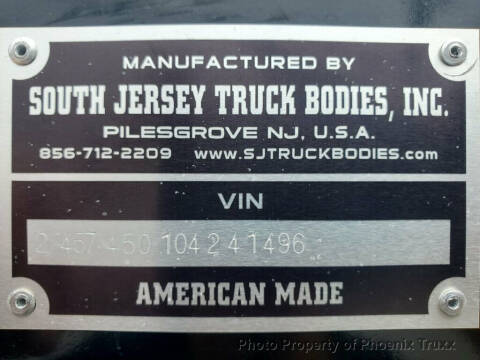 MANUFACTURED BY
SOUTH JERSEY TRUCK BODIES, INC.
PILESGROVE NJ, U.S.A.
856-712-2209 www.SJTRUCKBODIES.com
VIN
104241496
AMERICAN MADE
Photo Property of Phoenix Truxx